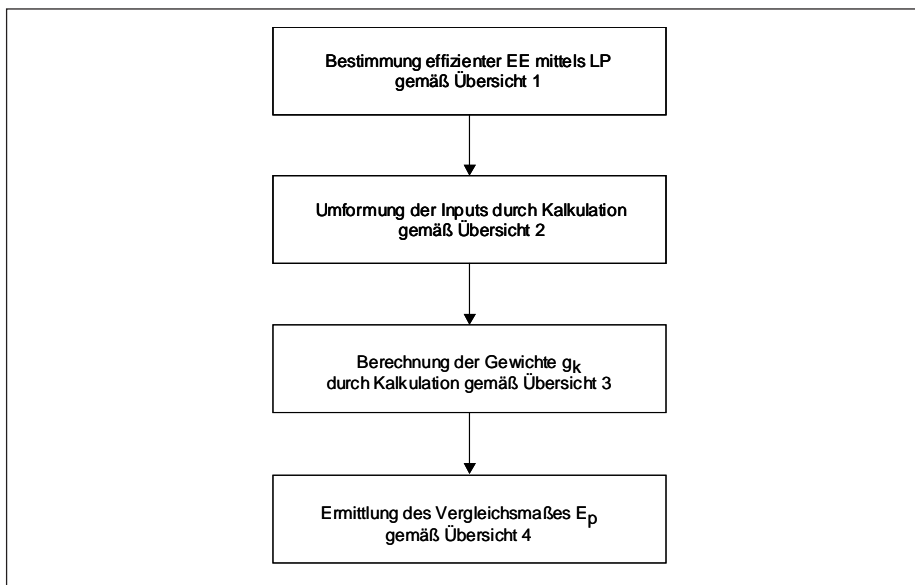 Bestimmung effizienter EE mittels LP
gemäß Übersicht 1
Umformung der Inputs durch Kalkulation
gemäß Übersicht 2
Berechnung der Gewichte gk
durch Kalkulation gemäß Übersicht 3
Ermittlung des Vergleichsmaßes Ep
gemäß Übersicht 4